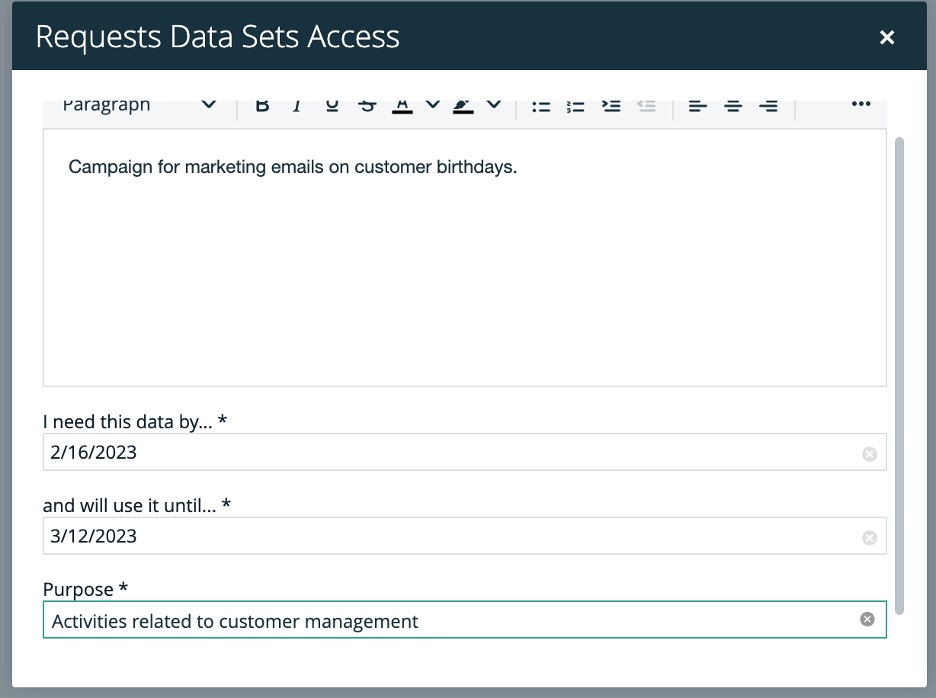 Requests Data Sets Access
Paragraph
B I U S A
Campaign for marketing emails on customer birthdays.
I need this data by... *
2/16/2023
and will use it until... *
3/12/2023
Purpose *
Activities related to customer management